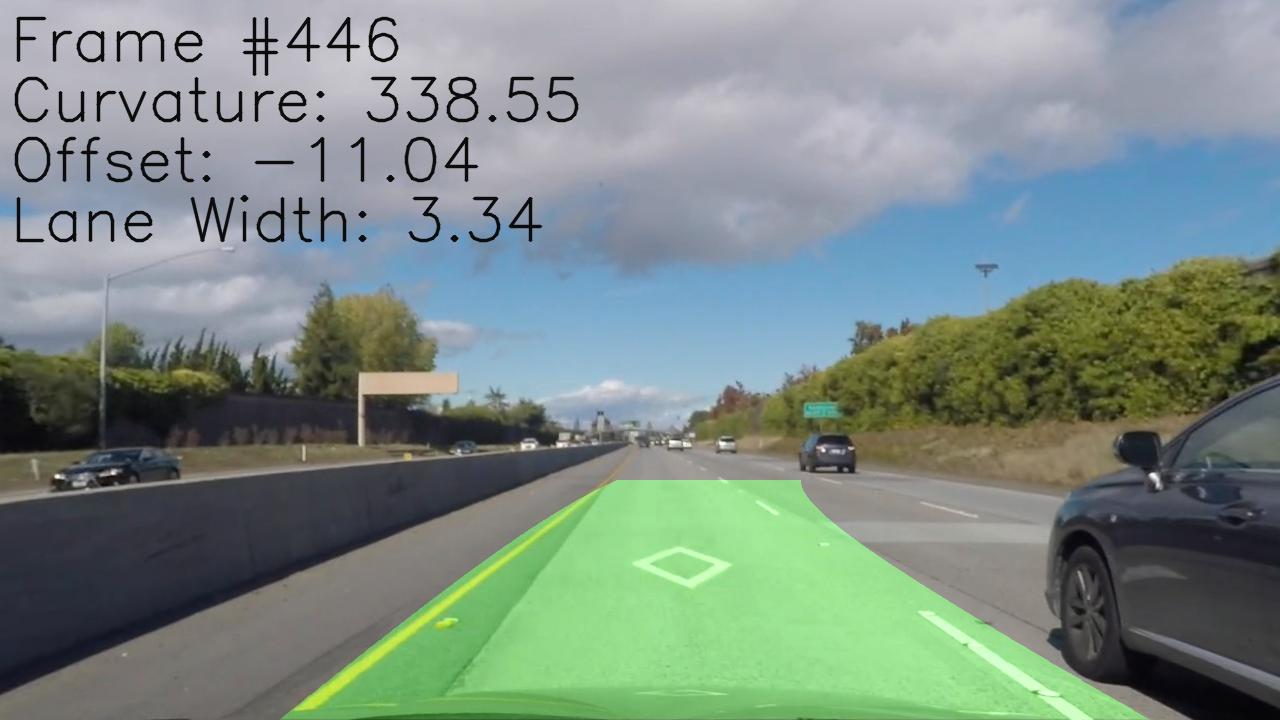 Frame #446
Curvature: 338.55
Offset: -11.04
Lane Width: 3.34